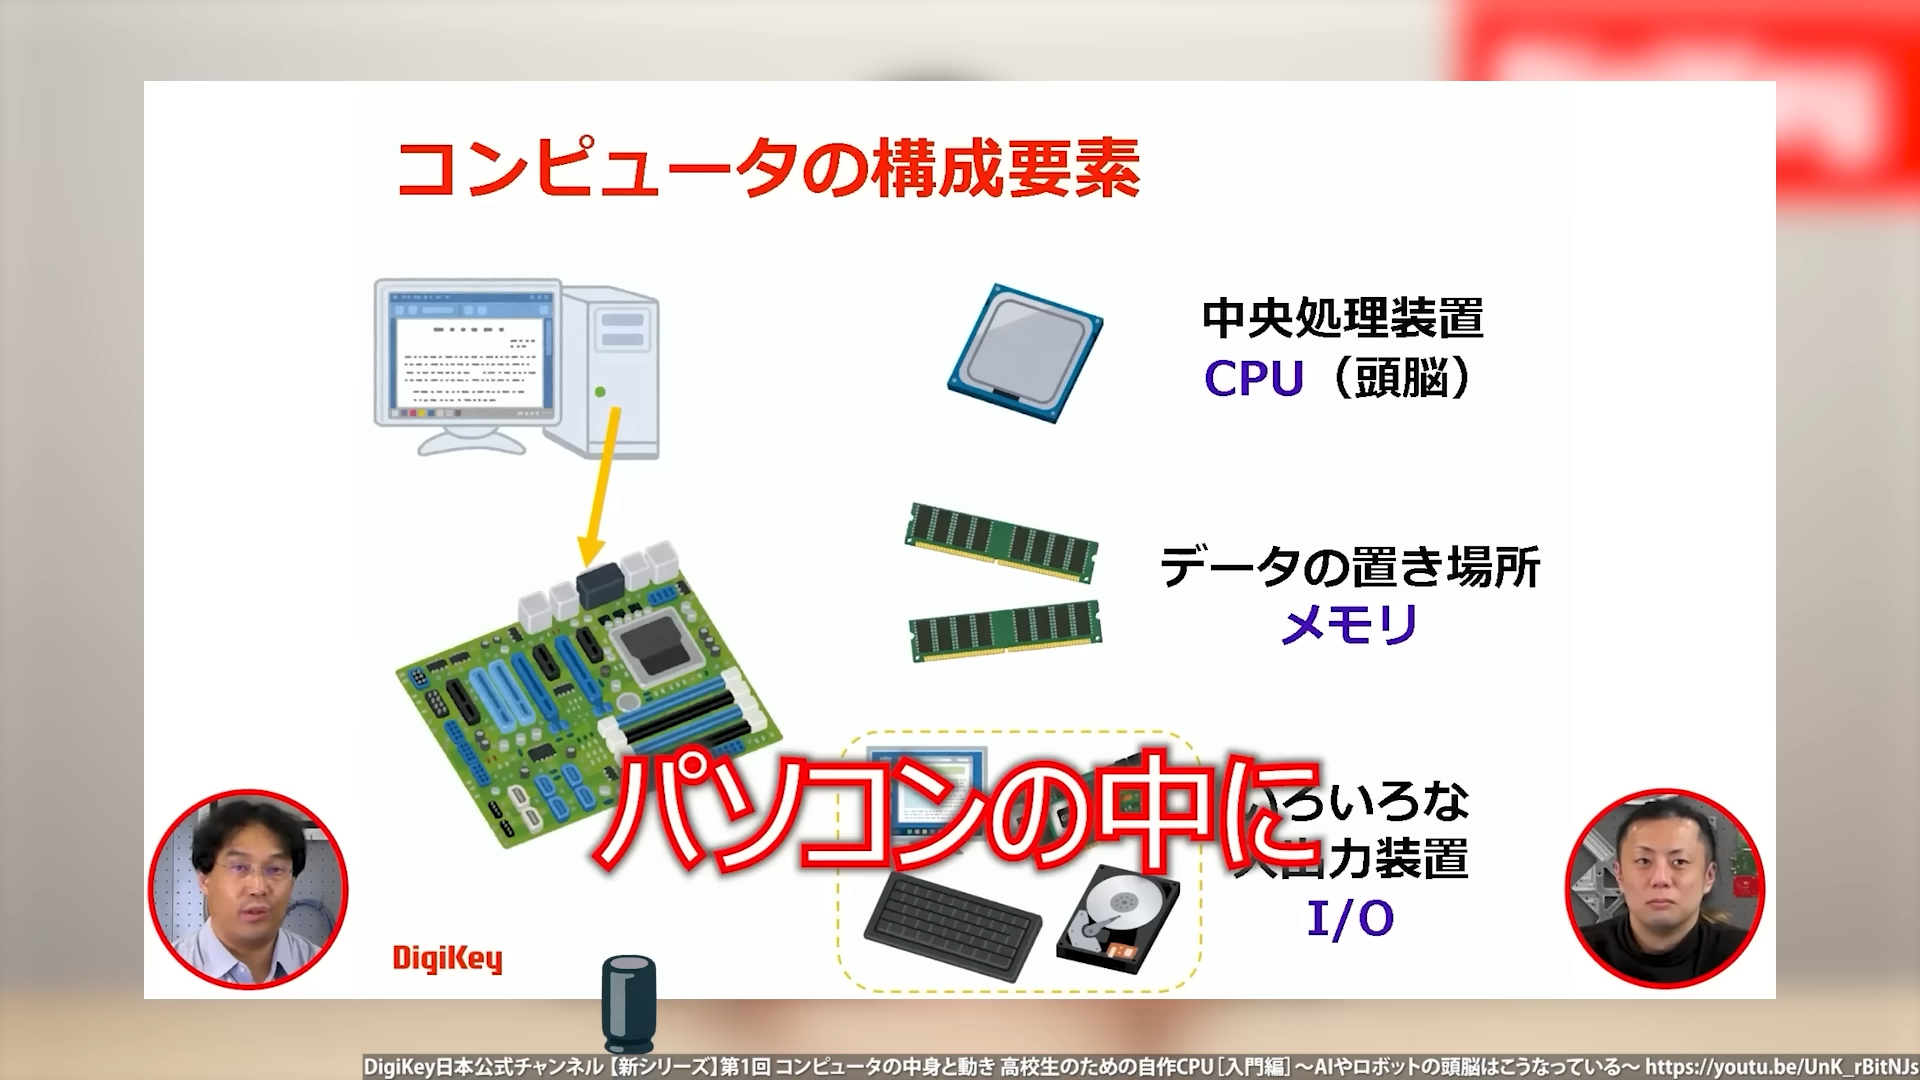 コンピュータの構成要素
中央処理装置
CPU（頭脳）
データの置き場所
メモリ
パソコンの中に
ろいろな
出力装置
I/O
DigiKey
DigiKey日本公式チャンネル【新シリーズ】第1回 コンピュータの中身と動き 高校生のための自作CPU［入門編］～AIやロボットの頭脳はこうなっている～ https://youtu.be/UnK_rBitNJs